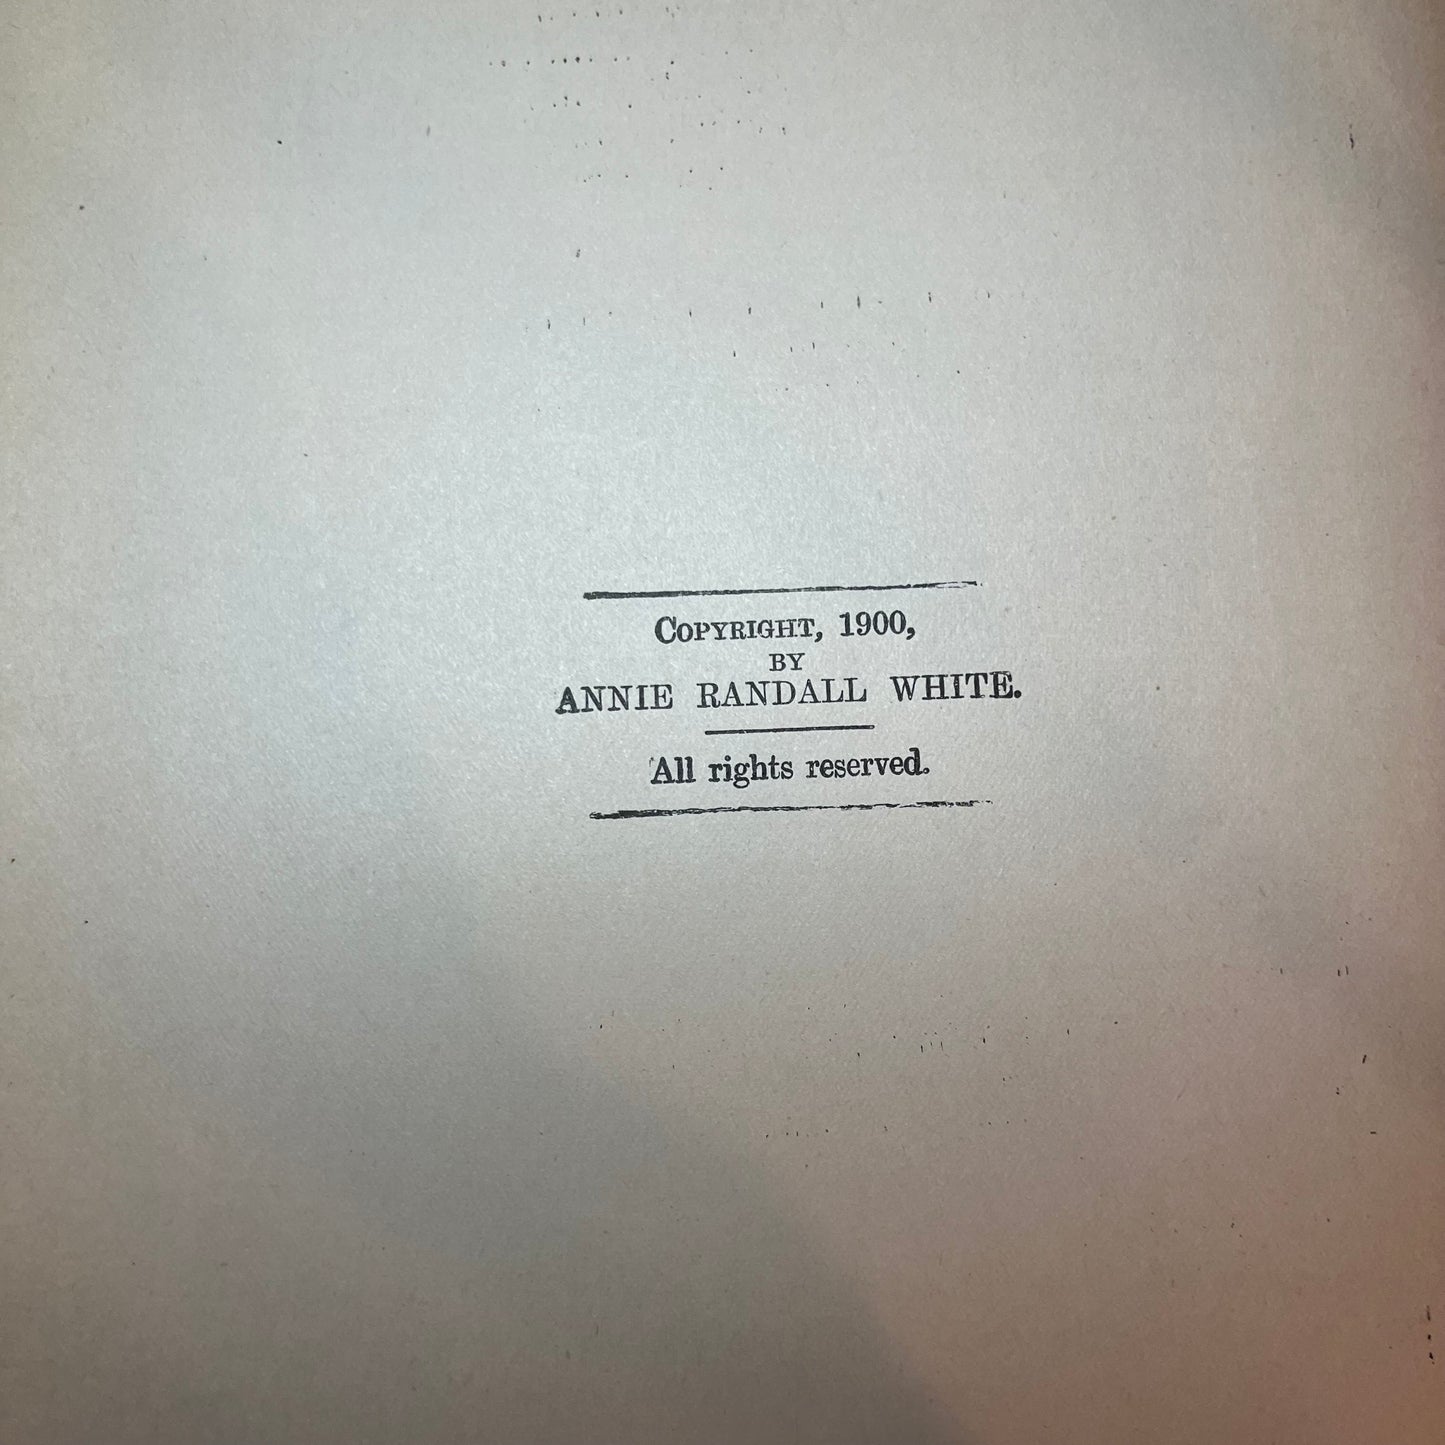 COPYRIGHT, 1900,
BY
ANNIE RANDALL WHITE.
All rights reserved.